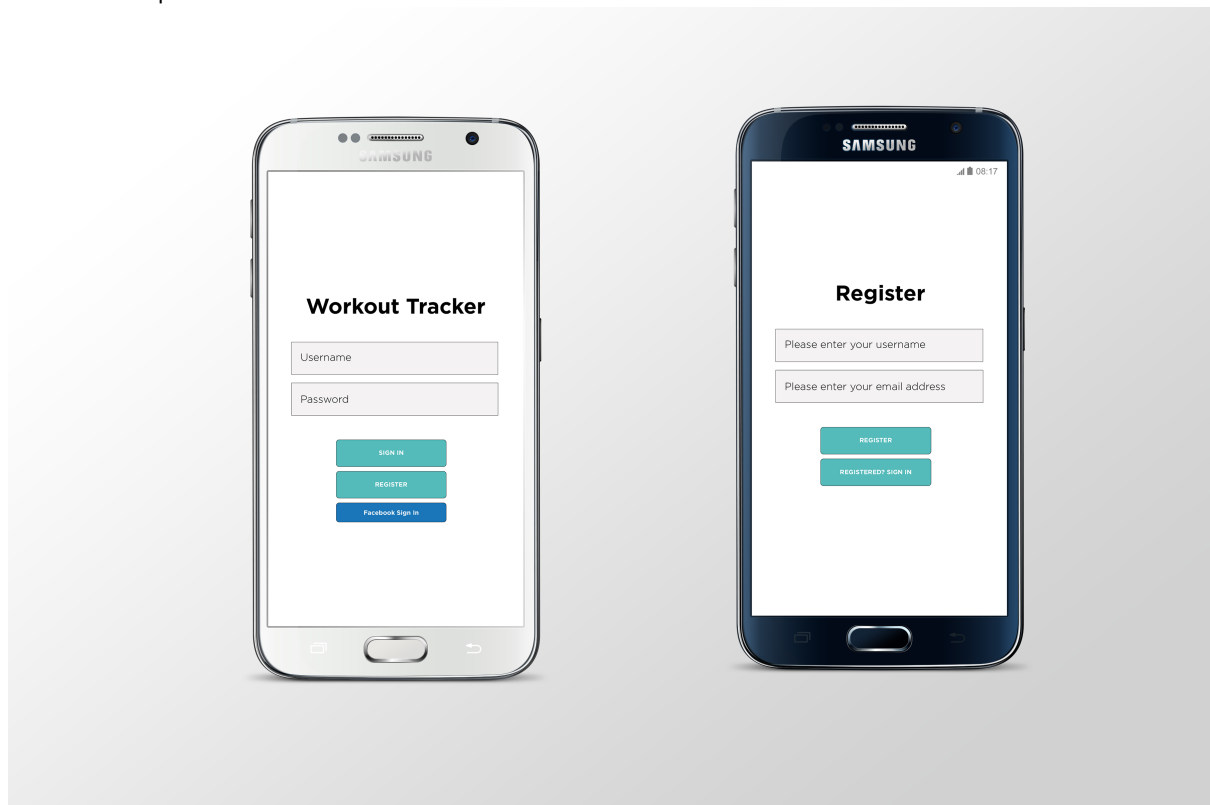 SAMSUNG
Workout Tracker
Username
Password
SIGN IN
REGISTER
Facebook Sign In
SAMSUNG
08:17
Register
Please enter your username
Please enter your email address
REGISTER
REGISTERED? SIGN IN